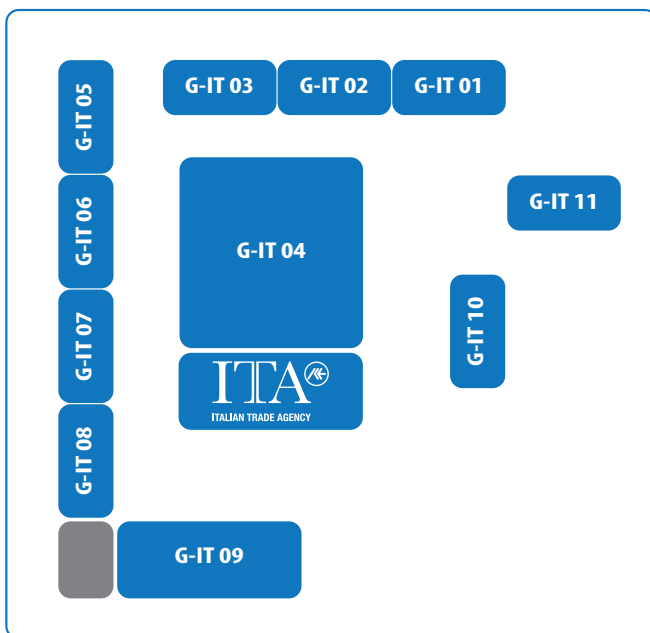 G-IT 03
G-IT 02
G-IT 01
G-IT 05
G-IT 06
G-IT 07
G-IT 08
G-IT 04
G-IT 11
G-IT 10
ITA
ITALIAN TRADE AGENCY
G-IT 09